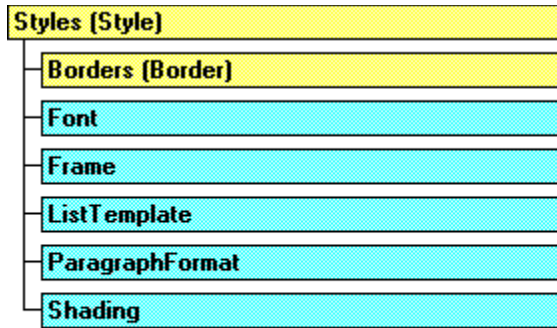 Styles (Style)
Borders (Border)
Font
Frame
ListTemplate
ParagraphFormat
Shading